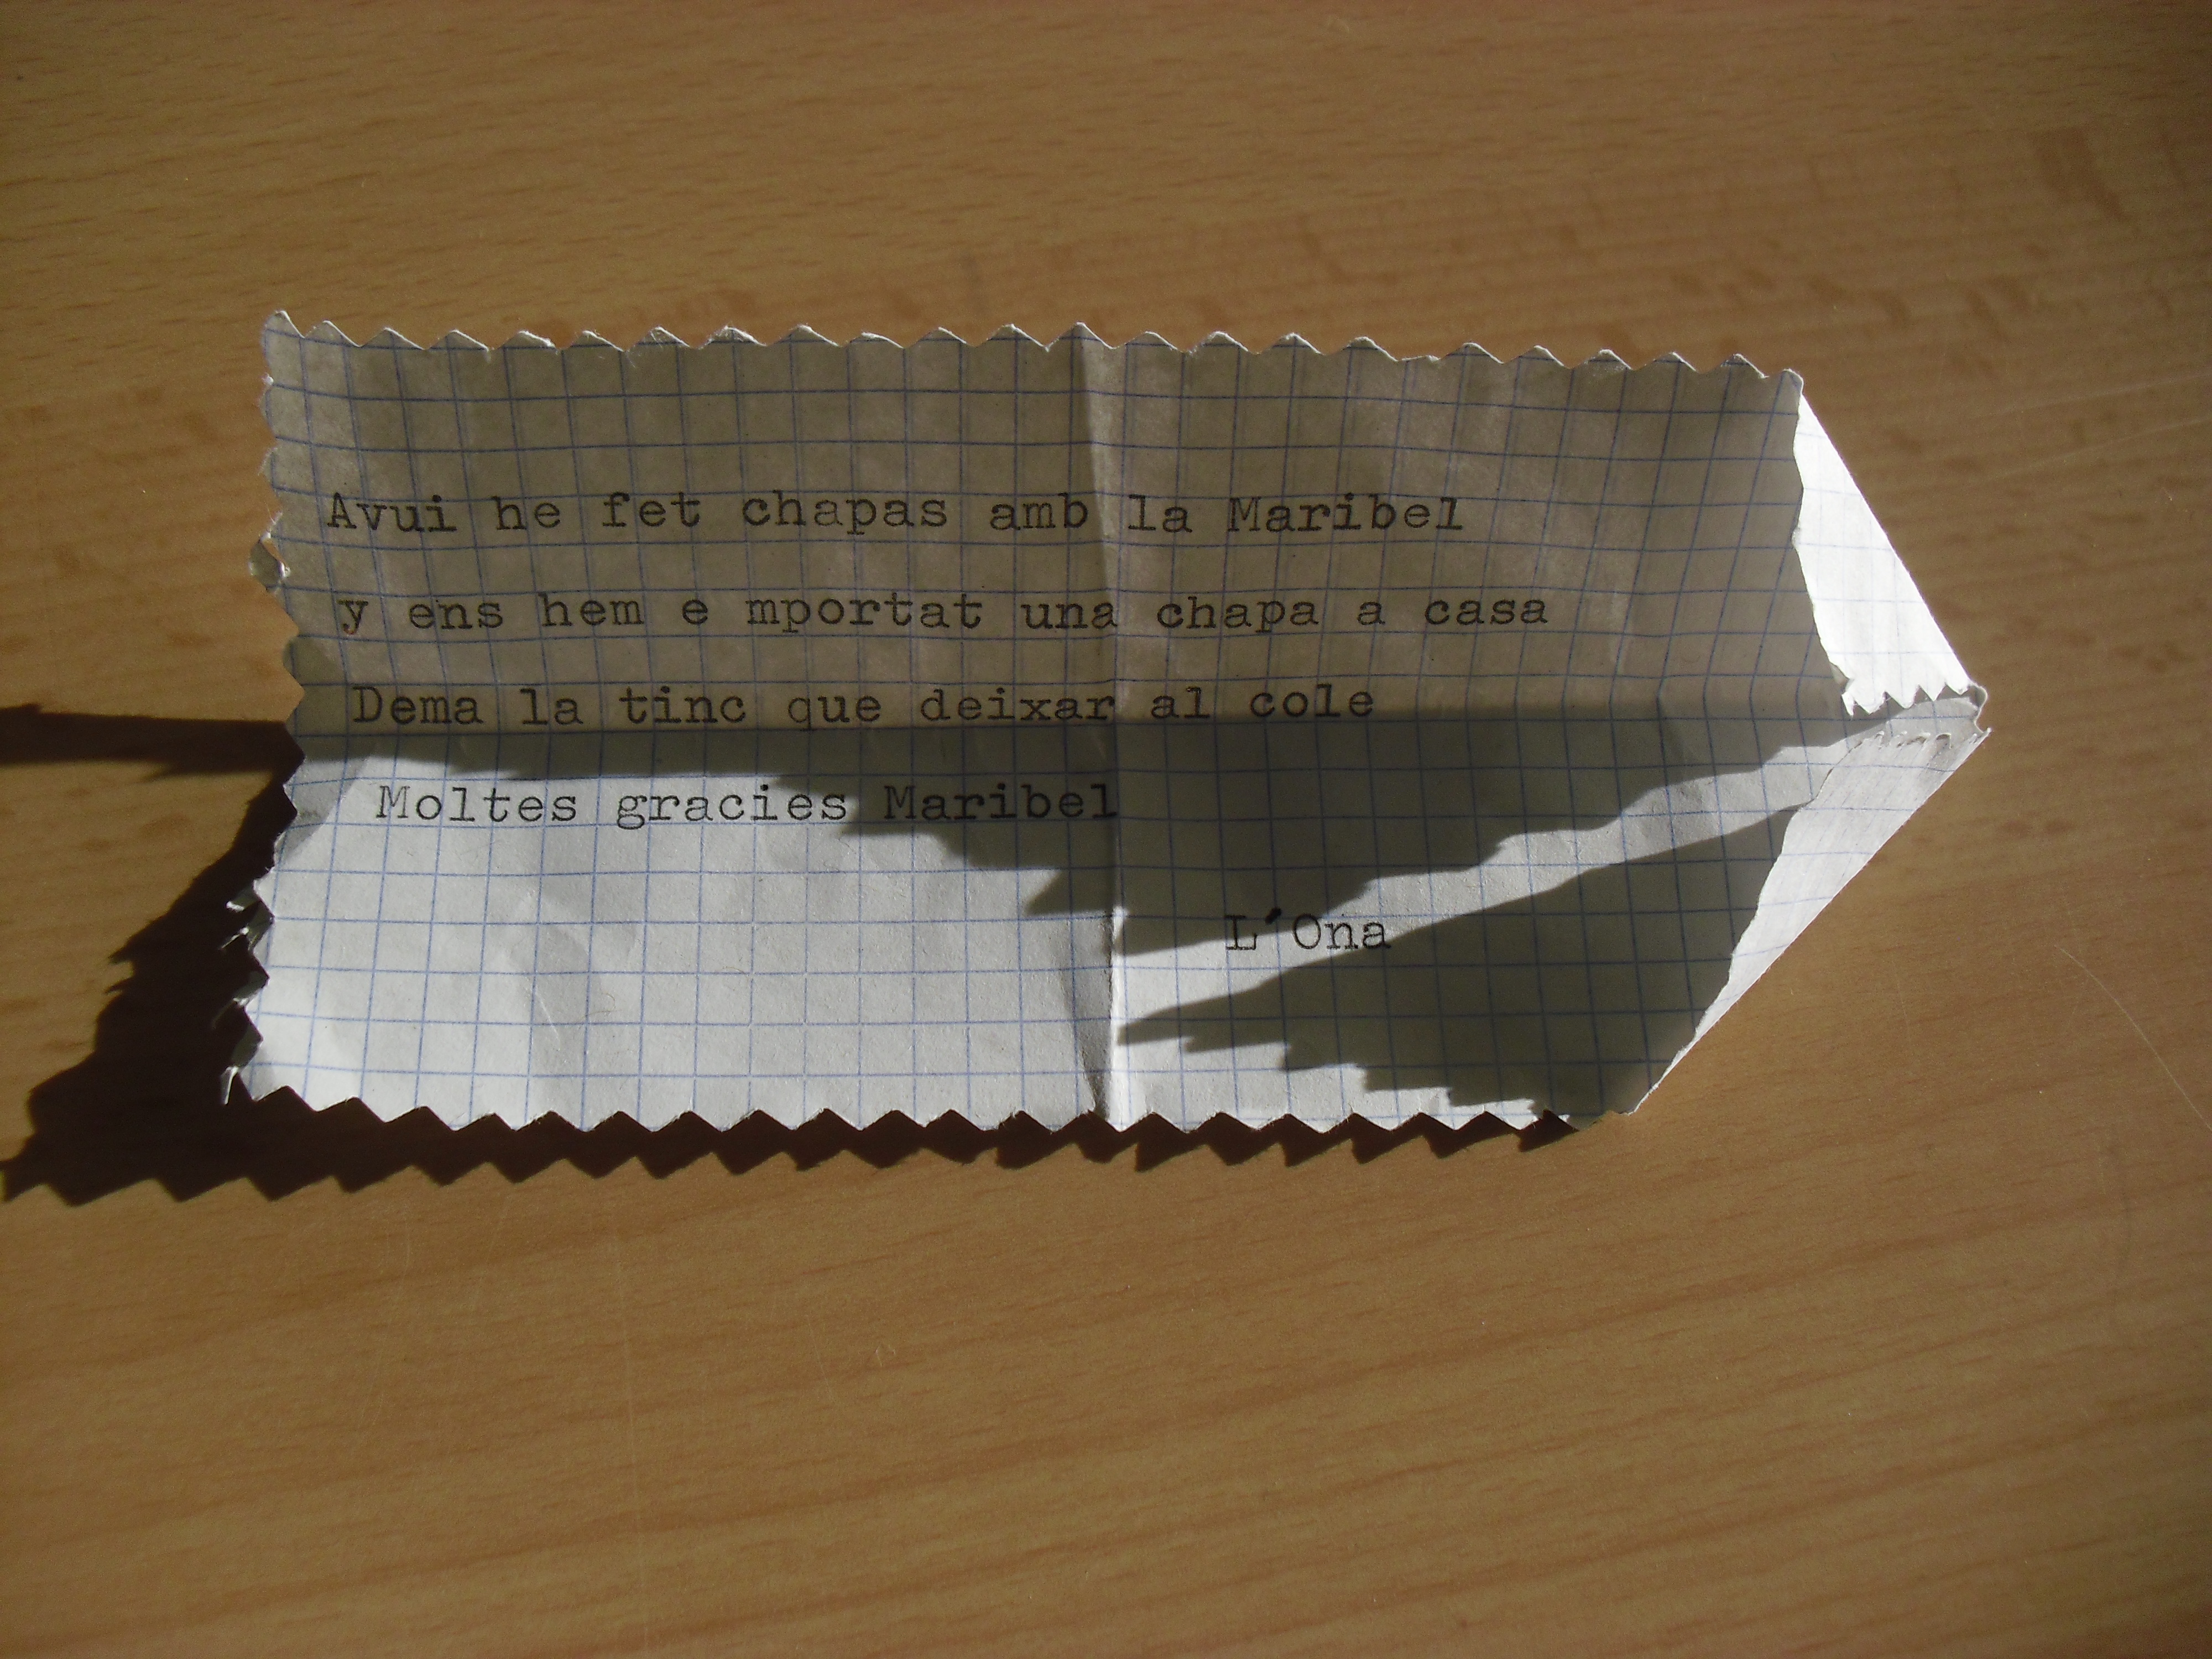 Avui he fet chapas amb la Maribel
y ens hem e mportat una chapa a casa
Dema la tinc que deixar al cole
Moltes gracies Maribel
L'Ona